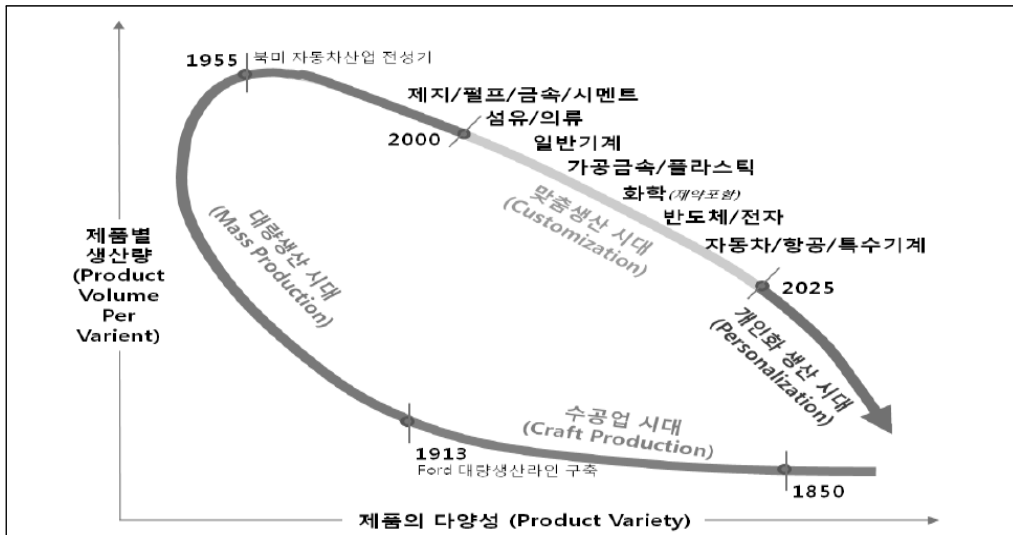 1955
북미 자동차산업 전성기
제지/펄프/금속/시멘트
섬유/의류
2000
일반기계
가공금속/플라스틱
화학(제약포함)
반도체/전자
자동차/항공/특수기계
맞춤생산 시대
(Customization)
대량생산 시대
(Mass Production)
제품별
생산량
(Product
Volume
Per
Varient)
2025
개인화 생산 시대
(Personalization)
수공업 시대
(Craft Production)
1913
Ford 대량생산라인 구축
1850
제품의 다양성 (Product Variety)